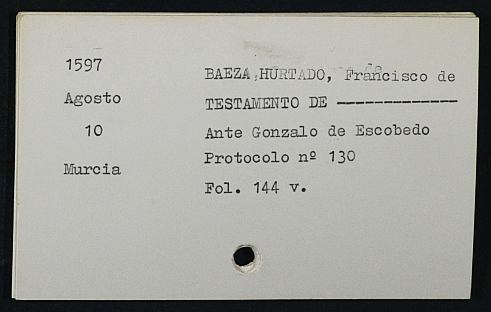 1597
BAEZA HURTADO, Francisco de
Agosto
TESTAMENTO DE -------------
10
Ante Gonzalo de Escobedo
Protocolo nº 130
Murcia
Fol. 144 v.